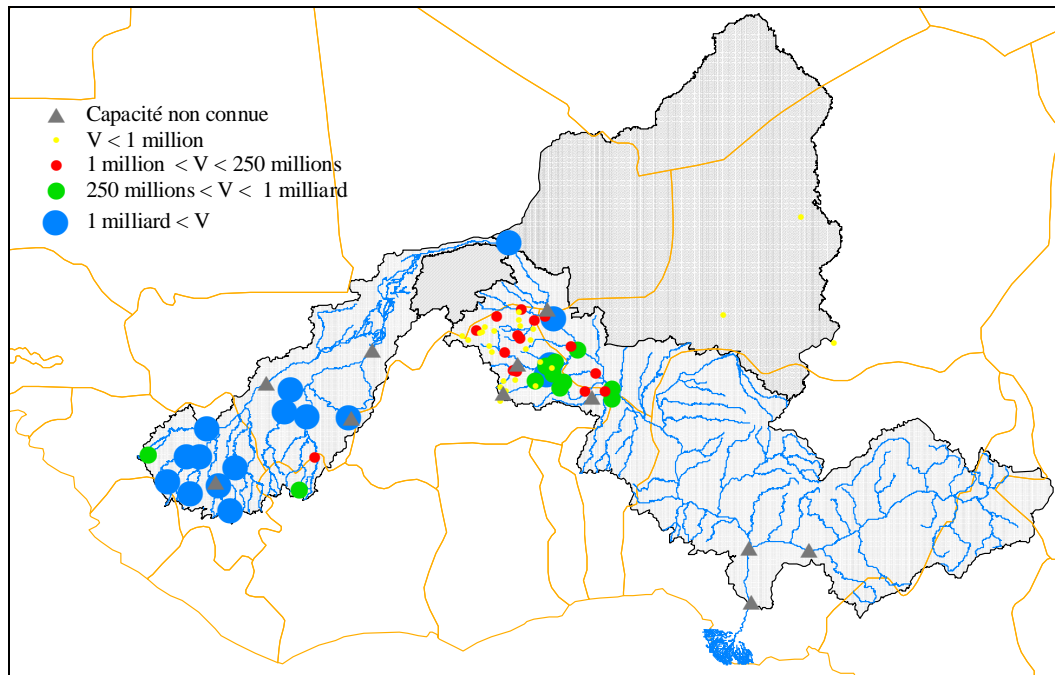 Capacité non connue
V < 1 million
1 million < V < 250 millions
250 millions < V < 1 milliard
1 milliard < V